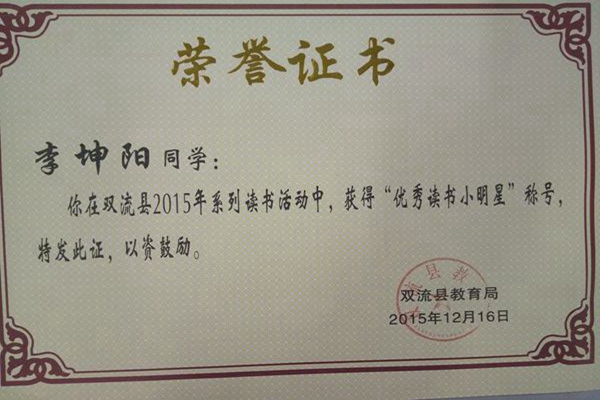 荣誉证书
李坤阳同学：
你在双流县2015年系列读书活动中，获得“优秀读书小明星”称号，
特发此证，以资鼓励。
双流县教育局
2015年12月16日